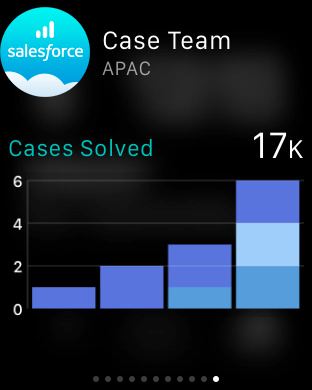 salesforce
Case Team
APAC
Cases Solved
17K
6
4
2
0